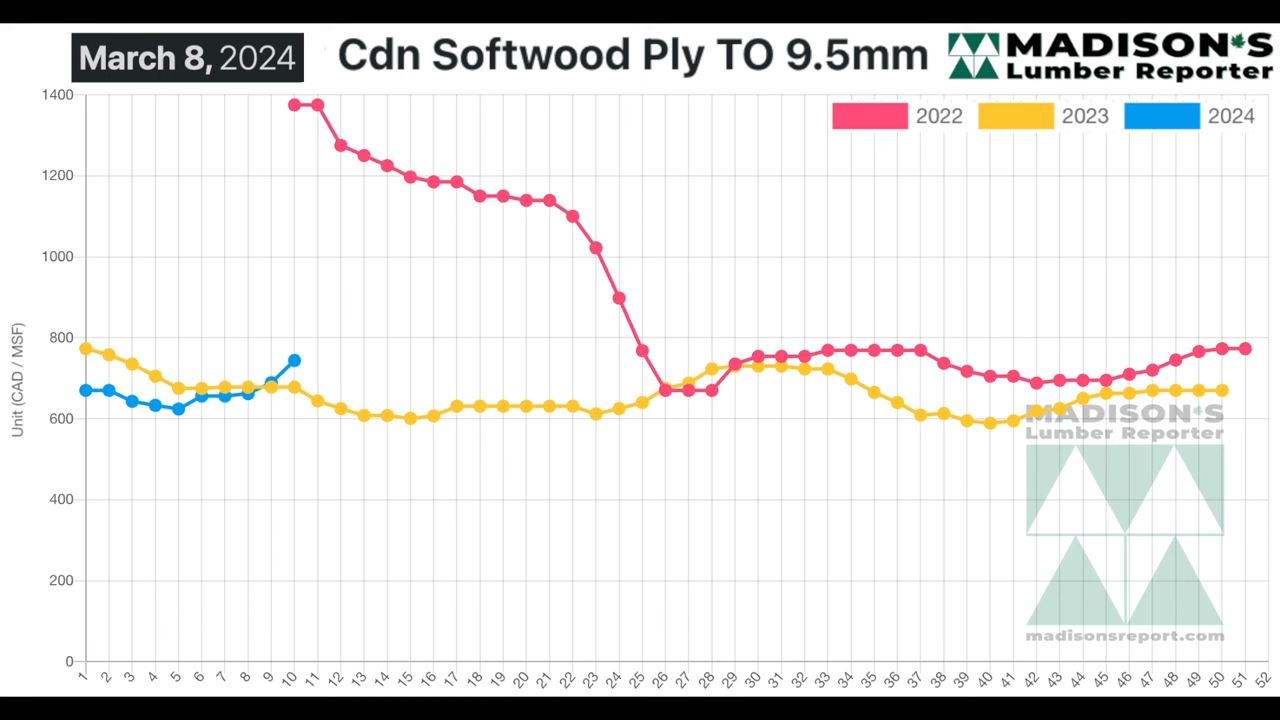 March 8, 2024
Cdn Softwood Ply TO 9.5mm
MADISON'S
Lumber Reporter
2022
2023
2024
Unit (CAD / MSF)
1400
1200
1000
800
600
400
200
0
1 2 3 4 5 6 7 8 9 10 11 12 13 14 15 16 17 18 19 20 21 22 23 24 25 26 27 28 29 30 31 32 33 34 35 36 37 38 39 40 41 42 43 44 45 46 47 48 49 50 51 52
MADISON'S
Lumber Reporter
madisonsreport.com